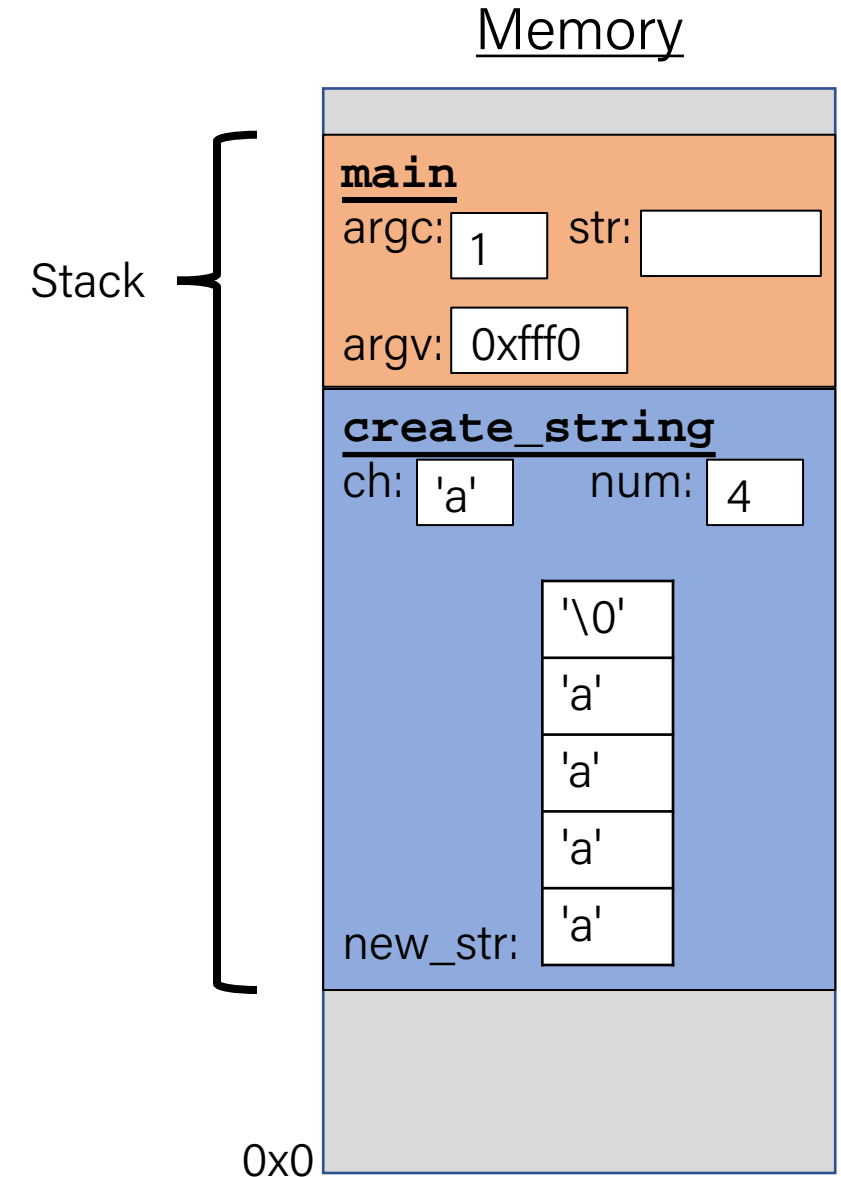 Memory
Stack
main
argc: 1 str:
argv: 0xfff0
create_string
ch: 'a' num: 4
'\0'
'a'
'a'
'a'
new_str: 'a'
0x0